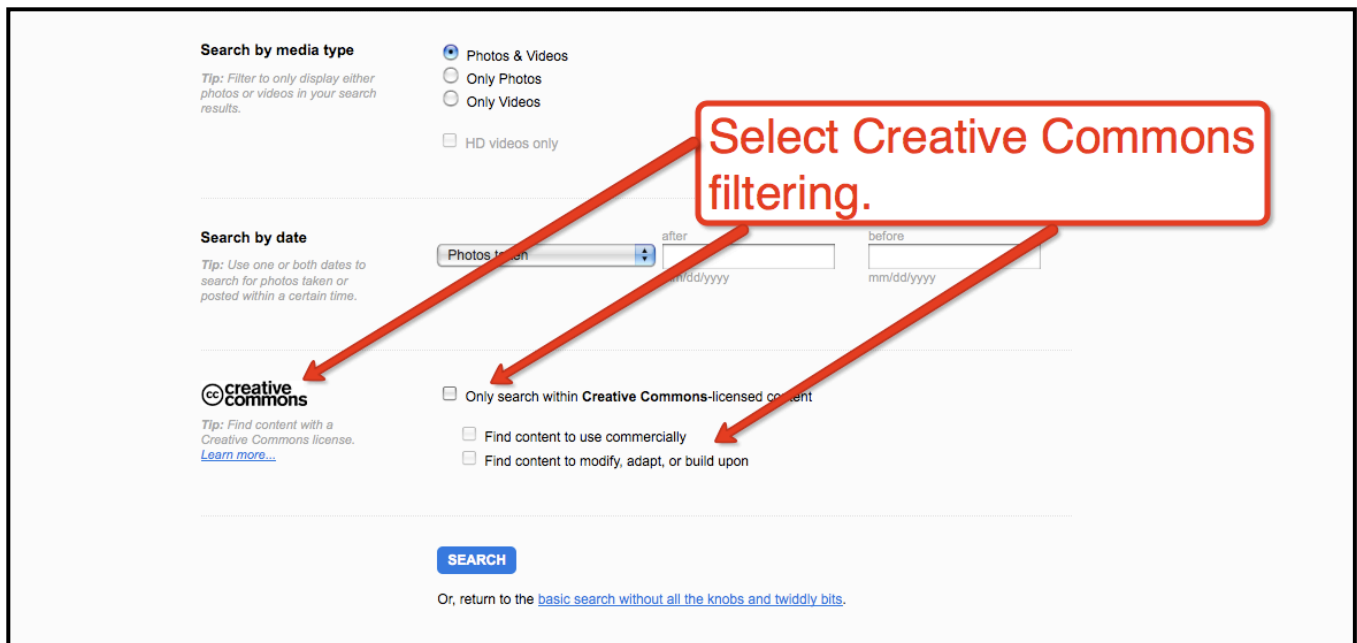 Search by media type
Tip: Filter to only display either
photos or videos in your search
results.
Photos & Videos
Only Photos
Only Videos
HD videos only
Select Creative Commons
filtering.
Search by date
Tip: Use one or both dates to
search for photos taken or
posted within a certain time.
Photos taken
after
mm/dd/yyyy
before
mm/dd/yyyy
cc creative
commons
Tip: Find content with a
Creative Commons license.
Learn more...
Only search within Creative Commons-licensed content
Find content to use commercially
Find content to modify, adapt, or build upon
SEARCH
Or, return to the basic search without all the knobs and twiddly bits.